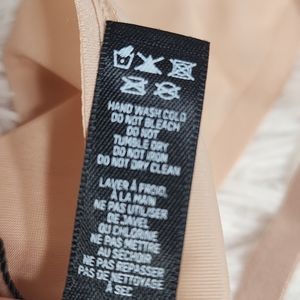 HAND WASH COLD
DO NOT BLEACH
DO NOT
TUMBLE DRY
DO NOT IRON
DO NOT DRY CLEAN
LAVER À FROID,
À LA MAIN
NE PAS UTILISER
DE JAVEL
OU CHLORE
NE PAS METTRE
AU SÉCHOIR
NE PAS REPASSER
PAS DE NETTOYAGE
À SEC